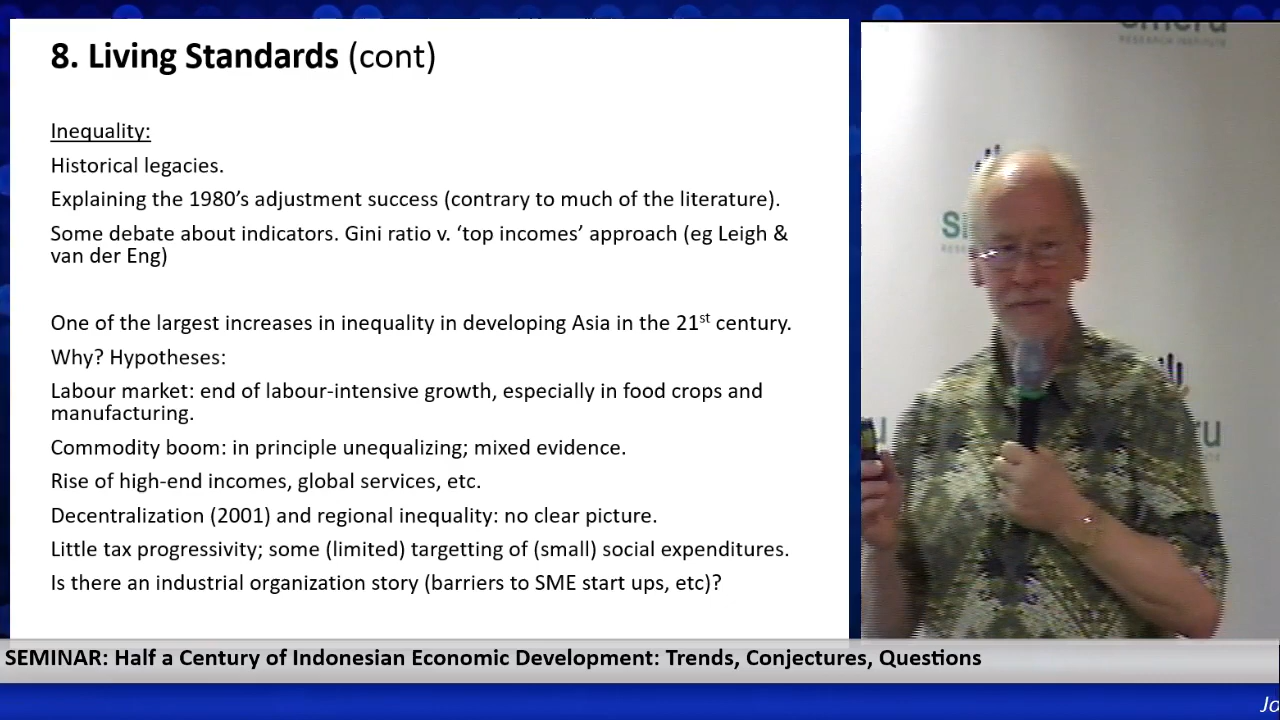 8. Living Standards (cont)
Inequality:
Historical legacies.
Explaining the 1980’s adjustment success (contrary to much of the literature).
Some debate about indicators. Gini ratio v. ‘top incomes’ approach (eg Leigh &
van der Eng)
One of the largest increases in inequality in developing Asia in the 21st century.
Why? Hypotheses:
Labour market: end of labour-intensive growth, especially in food crops and
manufacturing.
Commodity boom: in principle unequalizing; mixed evidence.
Rise of high-end incomes, global services, etc.
Decentralization (2001) and regional inequality: no clear picture.
Little tax progressivity; some (limited) targetting of (small) social expenditures.
Is there an industrial organization story (barriers to SME start ups, etc)?
smeru
RESEARCH INSTITUTE
SEMINAR: Half a Century of Indonesian Economic Development: Trends, Conjectures, Questions